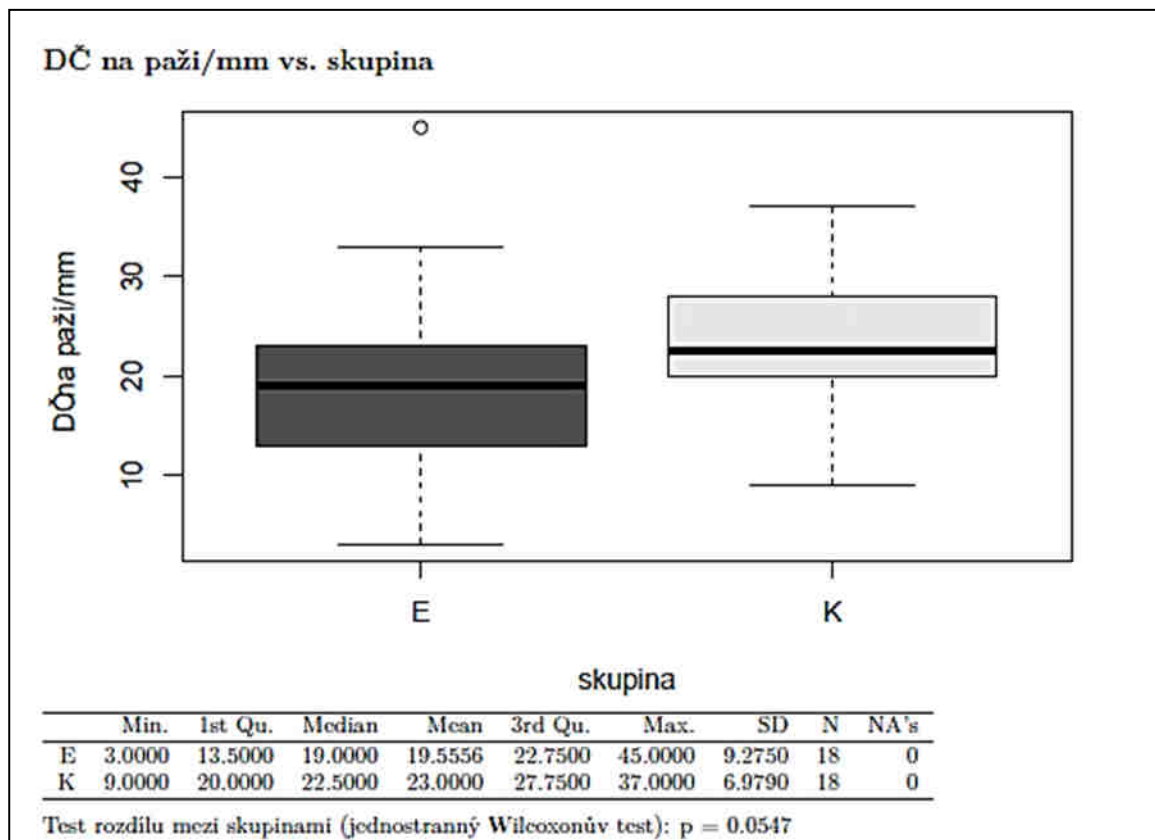 DČ na paži/mm vs. skupina
40
30
20
10
DČna paži/mm
E K
skupina
Min. 1st Qu. Median Mean 3rd Qu. Max. SD N NA's
E 3.0000 13.5000 19.0000 19.5556 22.7500 45.0000 9.2750 18 0
K 9.0000 20.0000 22.5000 23.0000 27.7500 37.0000 6.9790 18 0
Test rozdílu mezi skupinami (jednostranný Wilcoxonův test): p = 0.0547